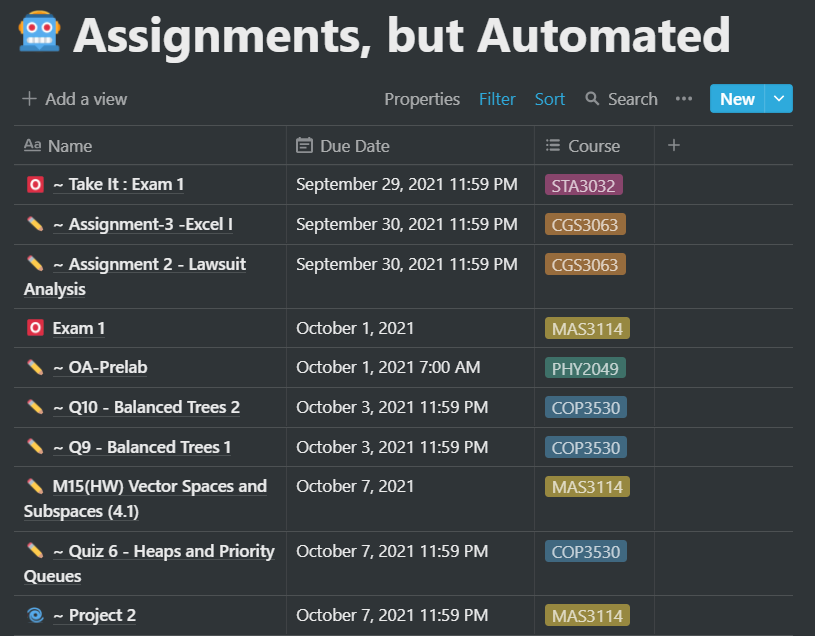 Assignments, but Automated
Add a view Properties Filter Sort Search ••• New
Aa Name Due Date Course +
~ Take It : Exam 1 September 29, 2021 11:59 PM STA3032
~ Assignment-3 -Excel I September 30, 2021 11:59 PM CGS3063
~ Assignment 2 - Lawsuit September 30, 2021 11:59 PM CGS3063
Analysis
Exam 1 October 1, 2021 MAS3114
~ OA-Prelab October 1, 2021 7:00 AM PHY2049
~ Q10 - Balanced Trees 2 October 3, 2021 11:59 PM COP3530
~ Q9 - Balanced Trees 1 October 3, 2021 11:59 PM COP3530
M15(HW) Vector Spaces and October 7, 2021 MAS3114
Subspaces (4.1)
~ Quiz 6 - Heaps and Priority October 7, 2021 11:59 PM COP3530
Queues
~ Project 2 October 7, 2021 11:59 PM MAS3114